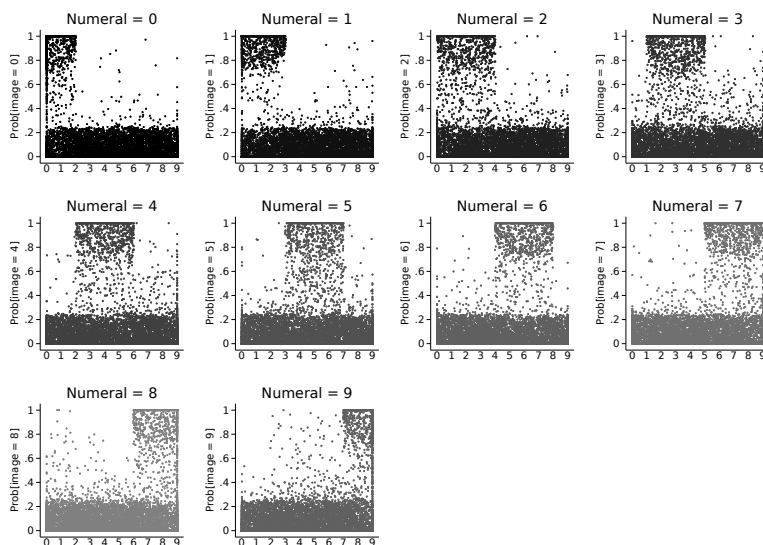 Numeral = 0
Prob[image = 0]
1
.8
.6
.4
.2
0
0 1 2 3 4 5 6 7 8 9
Numeral = 1
Prob[image = 1]
1
.8
.6
.4
.2
0
0 1 2 3 4 5 6 7 8 9
Numeral = 2
Prob[image = 2]
1
.8
.6
.4
.2
0
0 1 2 3 4 5 6 7 8 9
Numeral = 3
Prob[image = 3]
1
.8
.6
.4
.2
0
0 1 2 3 4 5 6 7 8 9
Numeral = 4
Prob[image = 4]
1
.8
.6
.4
.2
0
0 1 2 3 4 5 6 7 8 9
Numeral = 5
Prob[image = 5]
1
.8
.6
.4
.2
0
0 1 2 3 4 5 6 7 8 9
Numeral = 6
Prob[image = 6]
1
.8
.6
.4
.2
0
0 1 2 3 4 5 6 7 8 9
Numeral = 7
Prob[image = 7]
1
.8
.6
.4
.2
0
0 1 2 3 4 5 6 7 8 9
Numeral = 8
Prob[image = 8]
1
.8
.6
.4
.2
0
0 1 2 3 4 5 6 7 8 9
Numeral = 9
Prob[image = 9]
1
.8
.6
.4
.2
0
0 1 2 3 4 5 6 7 8 9